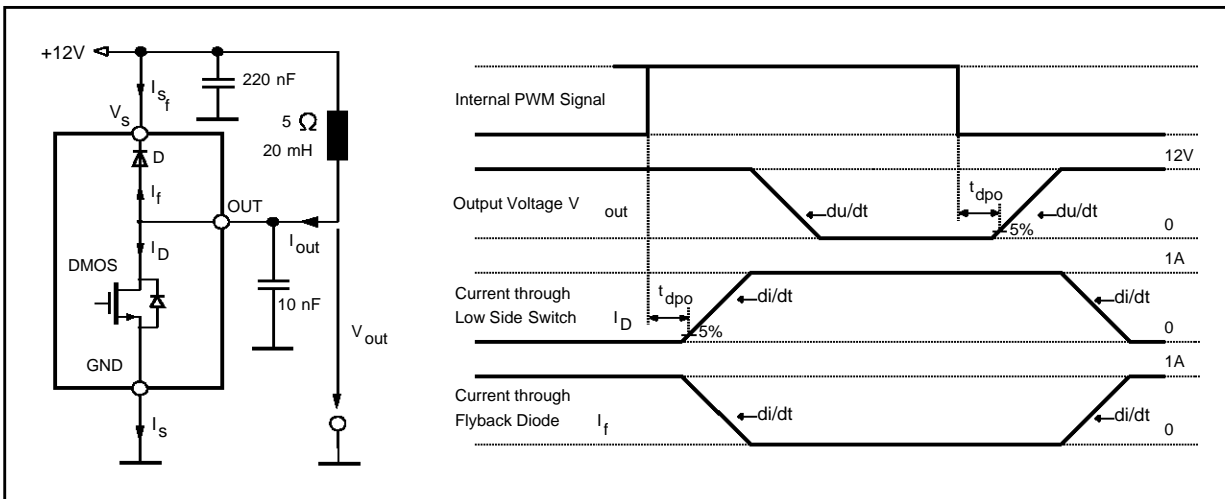 +12V
I S f
220 nF
V s
5 Ω
20 mH
D
I f
OUT
I D
I out
DMOS
10 nF
V out
GND
I s
Internal PWM Signal
12V
t dpo
Output Voltage V out
du/dt
du/dt
5%
0
1A
t dpo
Current through
Low Side Switch I D
di/dt
di/dt
5%
0
1A
Current through
Flyback Diode I f
di/dt
di/dt
0